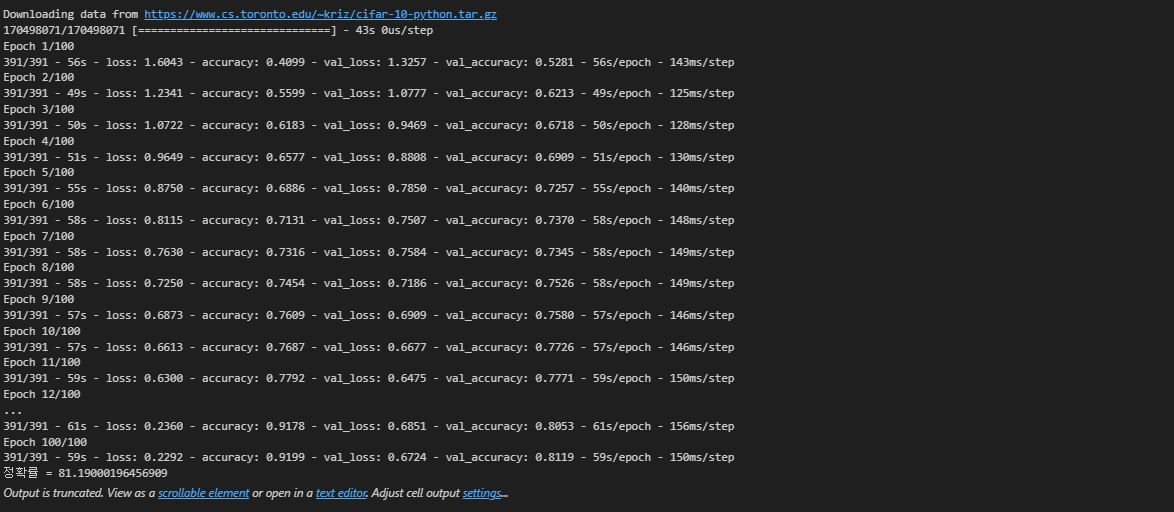 Downloading data from https://www.cs.toronto.edu/~kriz/cifar-10-python.tar.gz
170498071/170498071 [==============================] - 43s 0us/step
Epoch 1/100
391/391 - 56s - loss: 1.6043 - accuracy: 0.4099 - val_loss: 1.3257 - val_accuracy: 0.5281 - 56s/epoch - 143ms/step
Epoch 2/100
391/391 - 49s - loss: 1.2341 - accuracy: 0.5599 - val_loss: 1.0777 - val_accuracy: 0.6213 - 49s/epoch - 125ms/step
Epoch 3/100
391/391 - 50s - loss: 1.0722 - accuracy: 0.6183 - val_loss: 0.9469 - val_accuracy: 0.6718 - 50s/epoch - 128ms/step
Epoch 4/100
391/391 - 51s - loss: 0.9649 - accuracy: 0.6577 - val_loss: 0.8808 - val_accuracy: 0.6909 - 51s/epoch - 130ms/step
Epoch 5/100
391/391 - 55s - loss: 0.8750 - accuracy: 0.6886 - val_loss: 0.7850 - val_accuracy: 0.7257 - 55s/epoch - 140ms/step
Epoch 6/100
391/391 - 58s - loss: 0.8115 - accuracy: 0.7131 - val_loss: 0.7507 - val_accuracy: 0.7370 - 58s/epoch - 148ms/step
Epoch 7/100
391/391 - 58s - loss: 0.7630 - accuracy: 0.7316 - val_loss: 0.7584 - val_accuracy: 0.7345 - 58s/epoch - 149ms/step
Epoch 8/100
391/391 - 58s - loss: 0.7250 - accuracy: 0.7454 - val_loss: 0.7186 - val_accuracy: 0.7526 - 58s/epoch - 149ms/step
Epoch 9/100
391/391 - 57s - loss: 0.6873 - accuracy: 0.7609 - val_loss: 0.6909 - val_accuracy: 0.7580 - 57s/epoch - 146ms/step
Epoch 10/100
391/391 - 57s - loss: 0.6613 - accuracy: 0.7687 - val_loss: 0.6677 - val_accuracy: 0.7726 - 57s/epoch - 146ms/step
Epoch 11/100
391/391 - 59s - loss: 0.6300 - accuracy: 0.7792 - val_loss: 0.6475 - val_accuracy: 0.7771 - 59s/epoch - 150ms/step
Epoch 12/100
...
391/391 - 61s - loss: 0.2360 - accuracy: 0.9178 - val_loss: 0.6851 - val_accuracy: 0.8053 - 61s/epoch - 156ms/step
Epoch 100/100
391/391 - 59s - loss: 0.2292 - accuracy: 0.9199 - val_loss: 0.6724 - val_accuracy: 0.8119 - 59s/epoch - 150ms/step
정확률 = 81.19000196456909
Output is truncated. View as a scrollable element or open in a text editor. Adjust cell output settings...